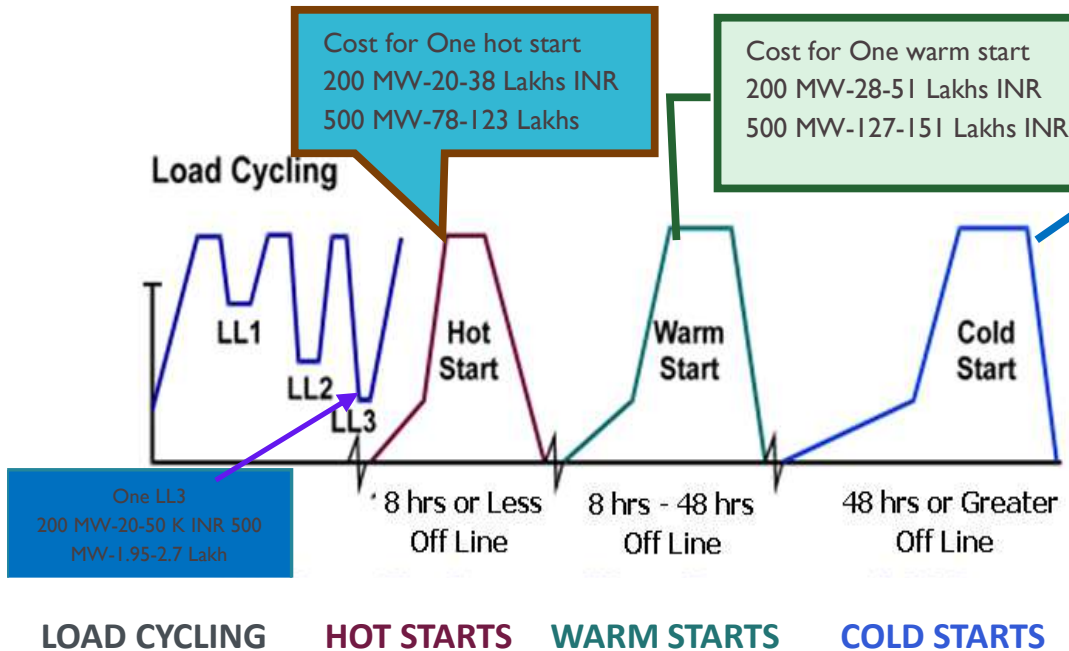 Cost for One hot start
200 MW-20-38 Lakhs INR
500 MW-78-123 Lakhs
Cost for One warm start
200 MW-28-51 Lakhs INR
500 MW-127-151 Lakhs INR
Load Cycling
LL1
LL2
LL3
Hot
Start
Warm
Start
Cold
Start
One LL3
200 MW-20-50 K INR 500
MW-1.95-2.7 Lakh
8 hrs or Less
Off Line
8 hrs - 48 hrs
Off Line
48 hrs or Greater
Off Line
LOAD CYCLING
HOT STARTS
WARM STARTS
COLD STARTS